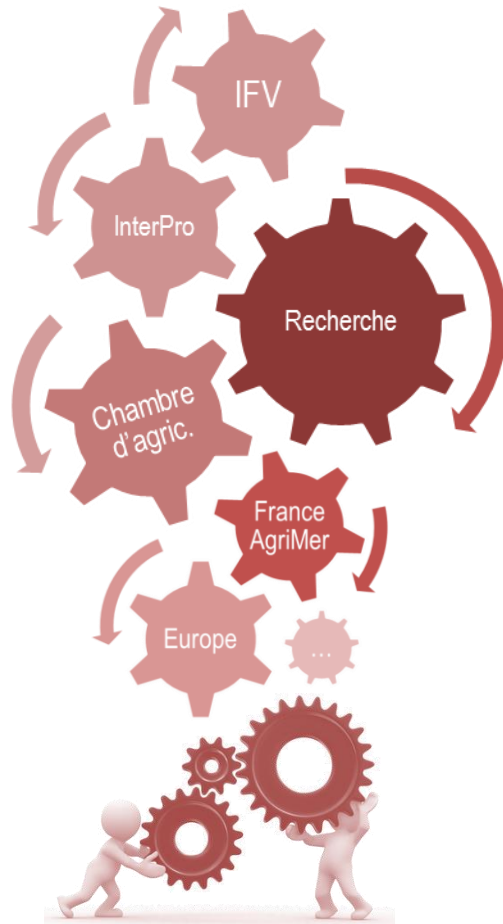 IFV
InterPro
Recherche
Chambre
d'agric.
France
AgriMer
Europe
...